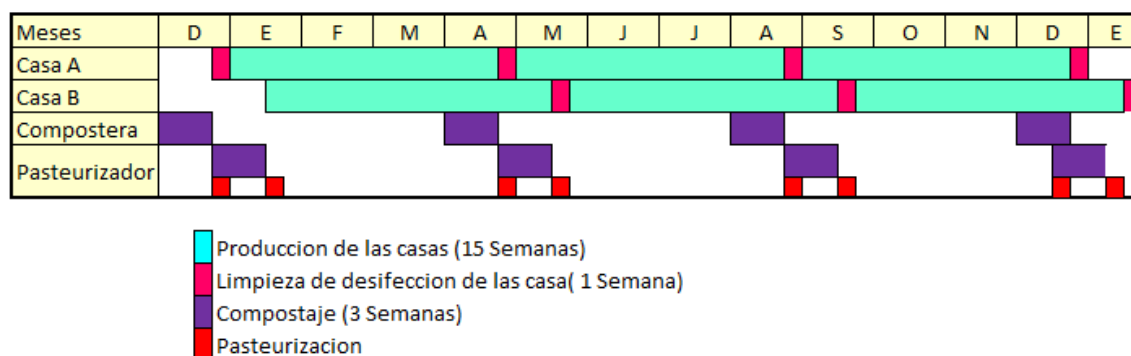 Meses D E F M A M J J A S O N D E
Casa A
Casa B
Compostera
Pasteurizador
Produccion de las casas (15 Semanas)
Limpieza de desifeccion de las casa( 1 Semana)
Compostaje (3 Semanas)
Pasteurizacion